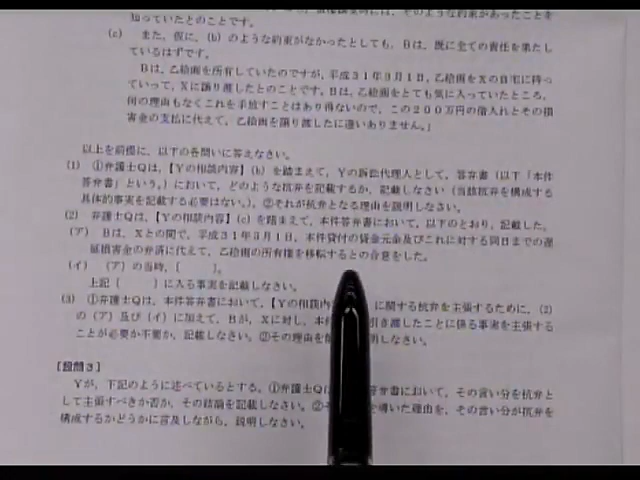 知っていたとのことです。
(c) また、仮に、(b)のような約束がなかったとしても、Bは、既に全ての責任を果たし
ているはずです。
Bは、乙絵画を所有していたのですが、平成31年3月1日、乙絵画をXの自宅に持っ
ていって、Xに譲り渡したとのことです。Bは、乙絵画をとても気に入っていたところ、
何の理由もなくこれを手放すことはあり得ないので、この200万円の借入れとその損
害金の支払に代えて、乙絵画を譲り渡したに違いありません。」
以上を前提に、以下の各問いに答えなさい。
(1) ①弁護士Qは、【Yの相談内容】(b)を踏まえて、Yの訴訟代理人として、答弁書(以下「本件
答弁書」という。)において、どのような抗弁を記載するか、記載しなさい(当該抗弁を構成する
具体的事実を記載する必要はない。)。②それが抗弁となる理由を説明しなさい。
(2) 弁護士Qは、【Yの相談内容】(c)を踏まえて、本件答弁書において、以下のとおり、記載した。
(ア) Bは、Xとの間で、平成31年3月1日、本件貸付の貸金元金及びこれに対する同日までの遅
延損害金の弁済に代えて、乙絵画の所有権を移転するとの合意をした。
(イ) (ア)の当時、〔 〕。
上記〔 〕に入る事実を記載しなさい。
(3) ①弁護士Qは、本件答弁書において、【Yの相談内 に関する抗弁を主張するために、(2)
の(ア)及び(イ)に加えて、Bが、Xに対し、本件 引き渡したことに係る事実を主張する
ことが必要か不要か、記載しなさい。②その理由を簡 明しなさい。
[設問3]
Yが、下記のように述べているとする。①弁護士Qは 答弁書において、その言い分を抗弁と
して主張すべきか否か、その結論を記載しなさい。②そ を導いた理由を、その言い分が抗弁を
構成するかどうかに言及しながら、説明しなさい。